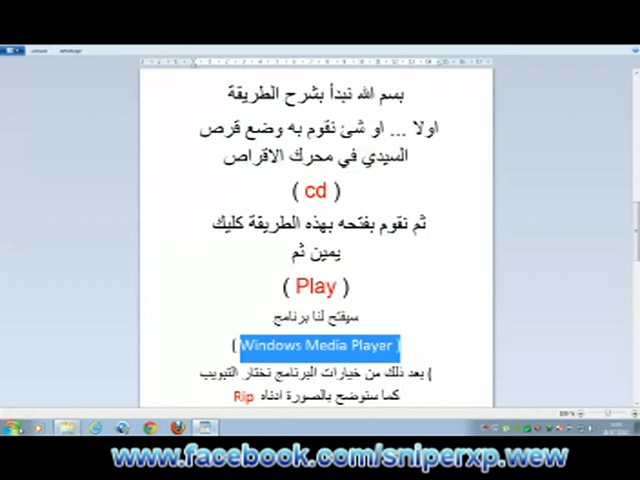 بسم الله نبدأ بشرح الطريقة
اولا ... او شئ نقوم به وضع قرص
السيدي في محرك الاقراص
( cd )
ثم نقوم بفتحه بهذه الطريقة كليك
يمين ثم
( Play )
سيفتح لنا برنامج
( Windows Media Player )
) بعد ذلك من خيارات البرنامج نختار التبويب
كما سنوضح بالصورة ادناه Rip
www.facebook.com/sniperxp.wew